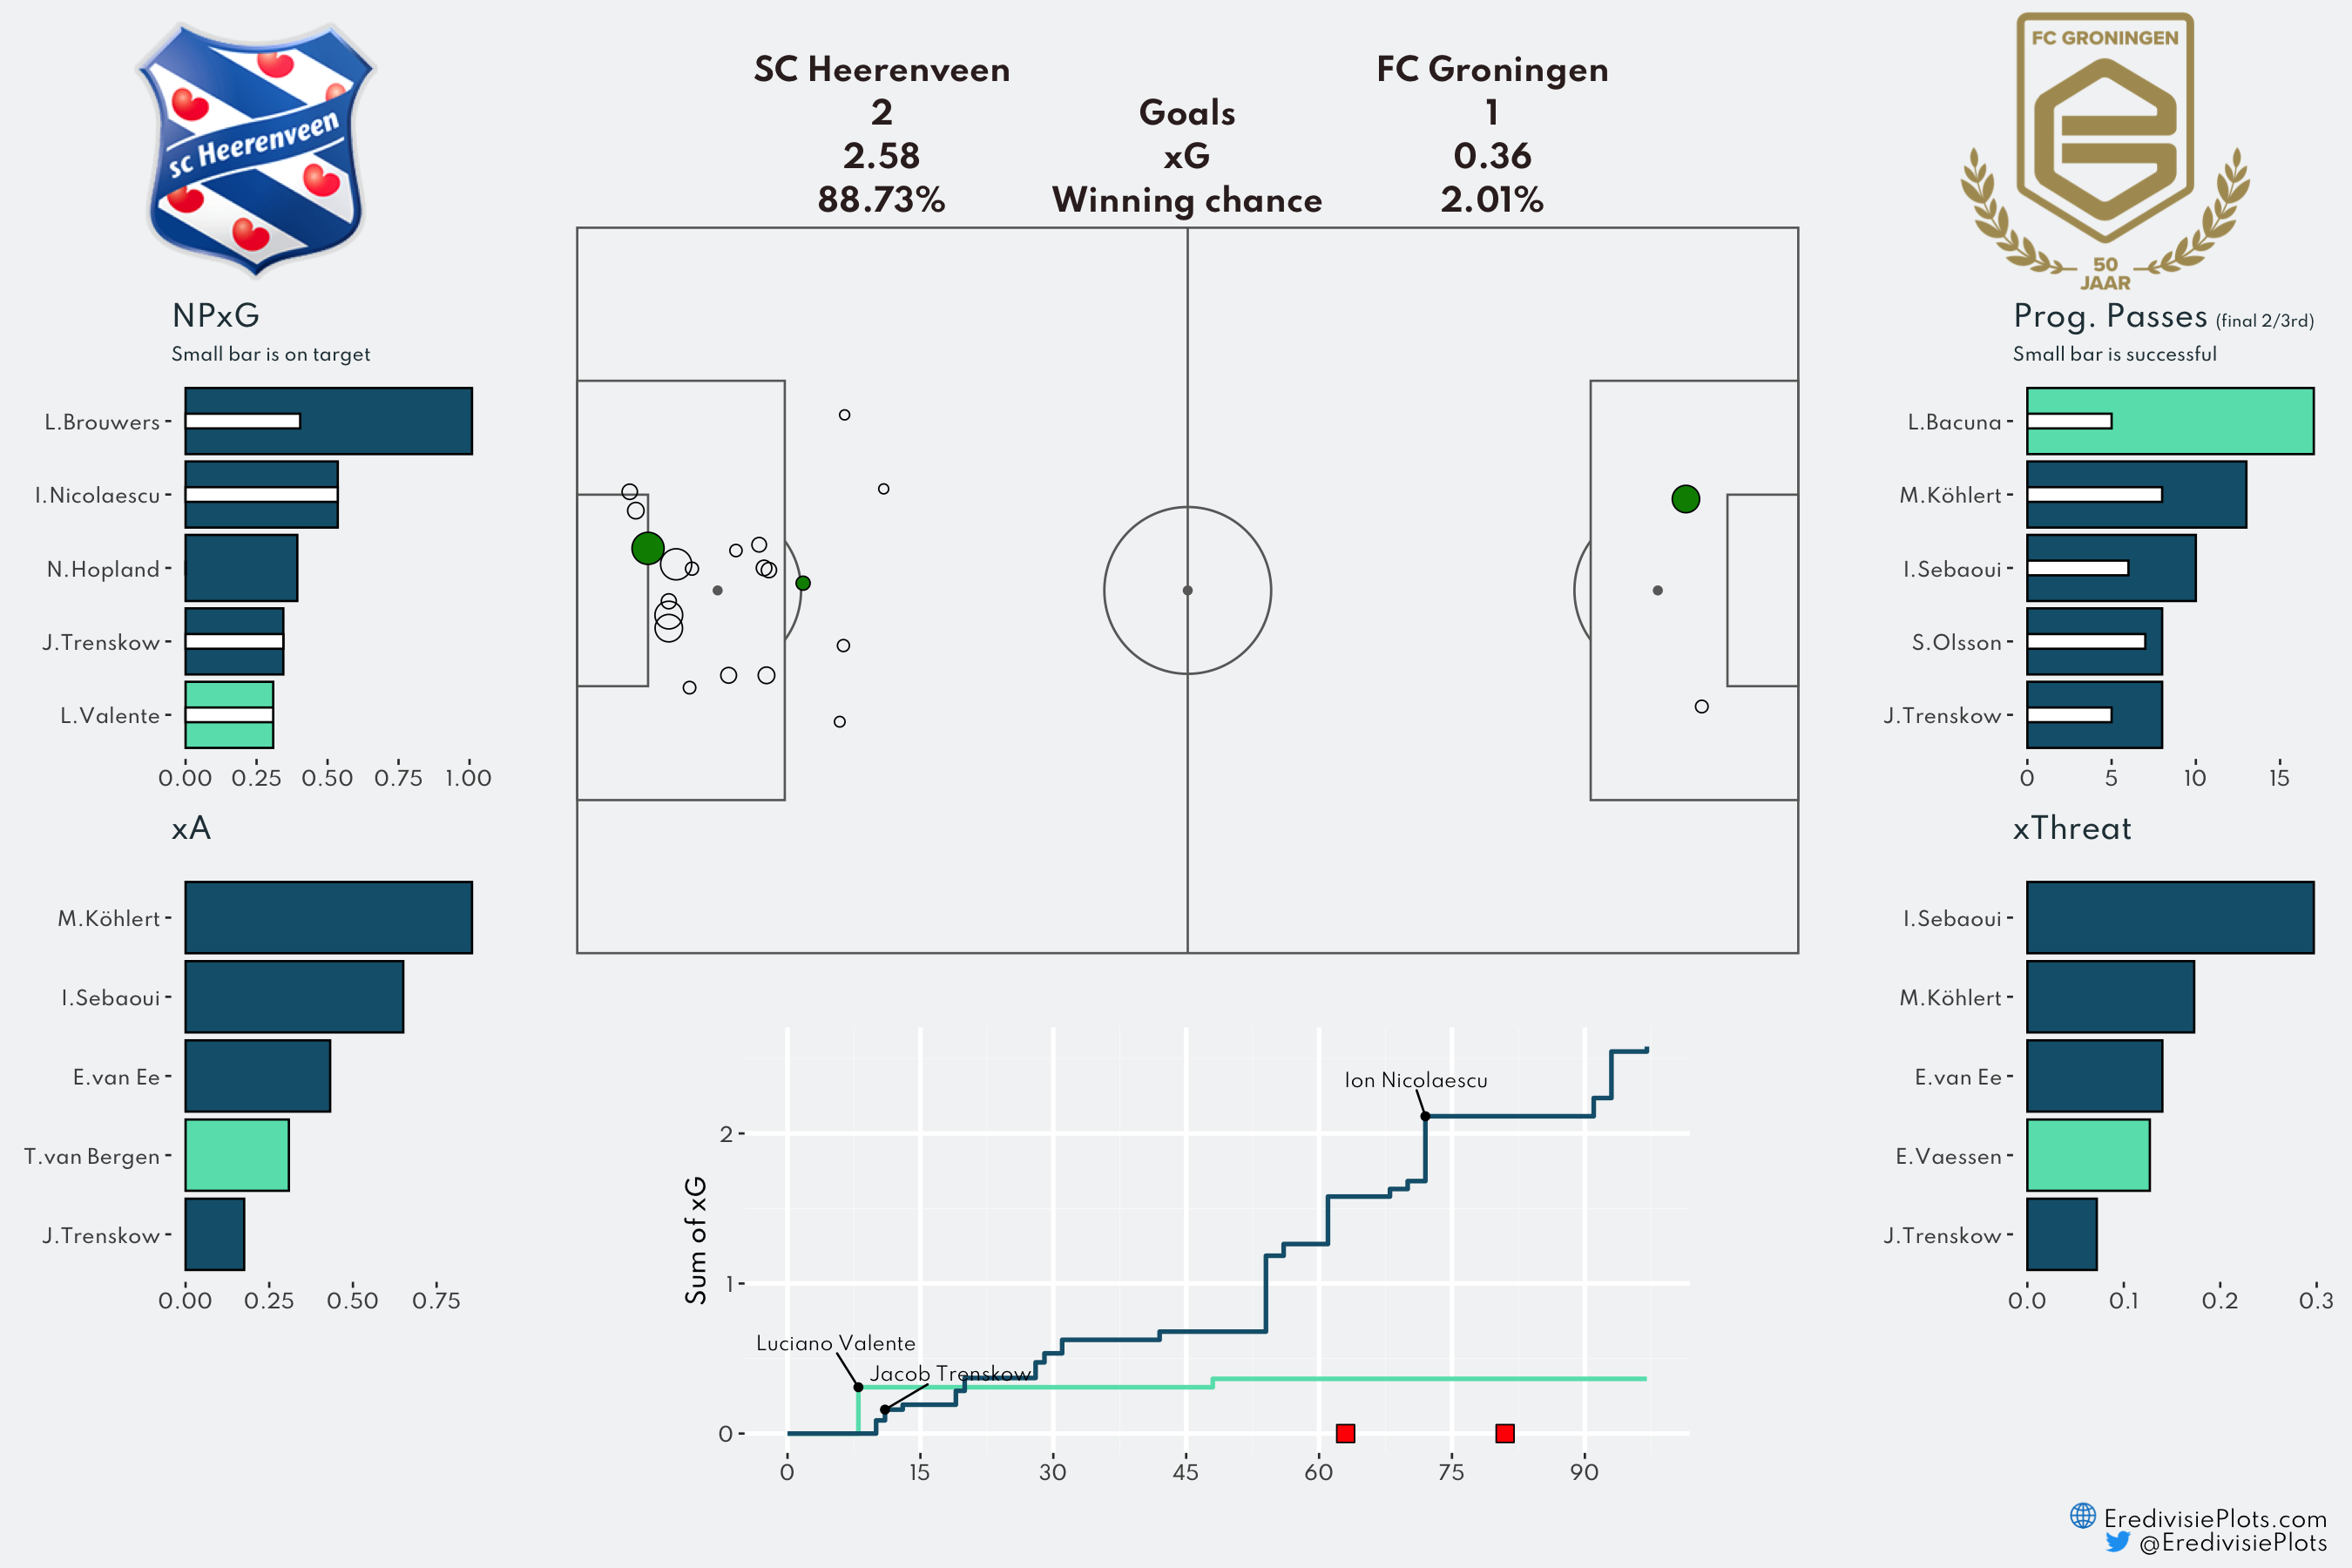 sc Heerenveen
SC Heerenveen FC Groningen
2 Goals 1
2.58 xG 0.36
88.73% Winning chance 2.01%
FC GRONINGEN
50
JAAR
NPxG
Small bar is on target
L.Brouwers
I.Nicolaescu
N.Hopland
J.Trenskow
L.Valente
0.00 0.25 0.50 0.75 1.00
xA
M.Köhlert
I.Sebaoui
E.van Ee
T.van Bergen
J.Trenskow
0.00 0.25 0.50 0.75
Sum of xG
2
1
0
Ion Nicolaescu
Luciano Valente
Jacob Trenskow
0 15 30 45 60 75 90
Prog. Passes (final 2/3rd)
Small bar is successful
L.Bacuna
M.Köhlert
I.Sebaoui
S.Olsson
J.Trenskow
0 5 10 15
xThreat
I.Sebaoui
M.Köhlert
E.van Ee
E.Vaessen
J.Trenskow
0.0 0.1 0.2 0.3
EredivisiePlots.com
@EredivisiePlots